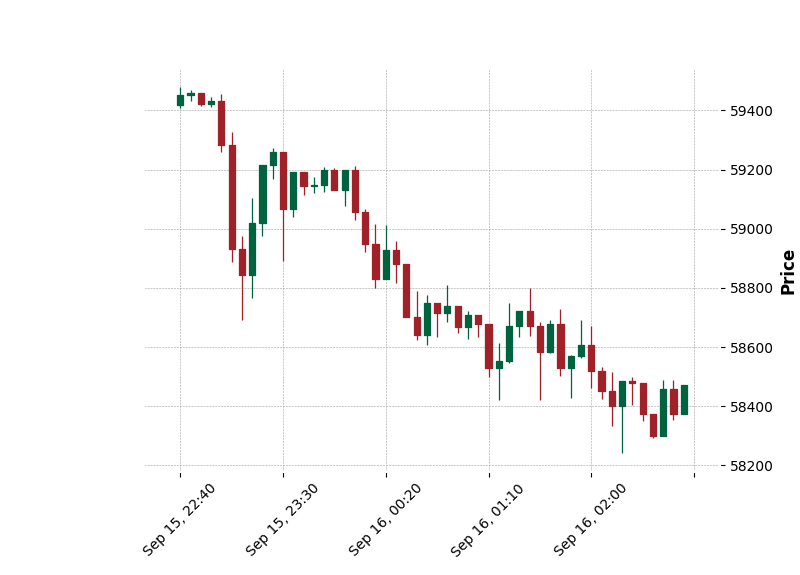 59400
59200
59000
58800
58600
58400
58200
Price
Sep 15, 22:40
Sep 15, 23:30
Sep 16, 00:20
Sep 16, 01:10
Sep 16, 02:00